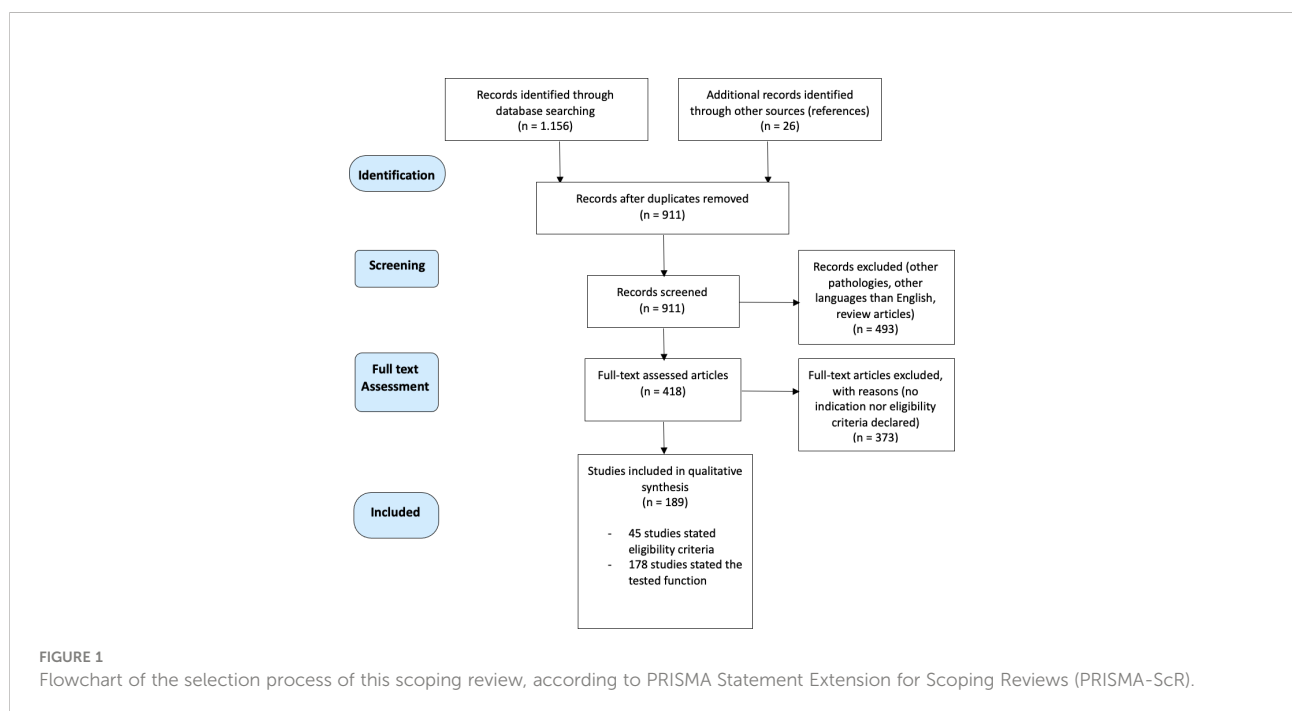 Records identified through
database searching
(n = 1.156)
Additional records identified
through other sources (references)
(n = 26)
Identification
Records after duplicates removed
(n = 911)
Screening
Records screened
(n = 911)
Records excluded (other
pathologies, other
languages than English,
review articles)
(n = 493)
Full text
Assessment
Full-text assessed articles
(n = 418)
Full-text articles excluded,
with reasons (no
indication nor eligibility
criteria declared)
(n = 373)
Included
Studies included in qualitative
synthesis
(n = 189)
- 45 studies stated
eligibility criteria
- 178 studies stated the
tested function
FIGURE 1
Flowchart of the selection process of this scoping review, according to PRISMA Statement Extension for Scoping Reviews (PRISMA-ScR).